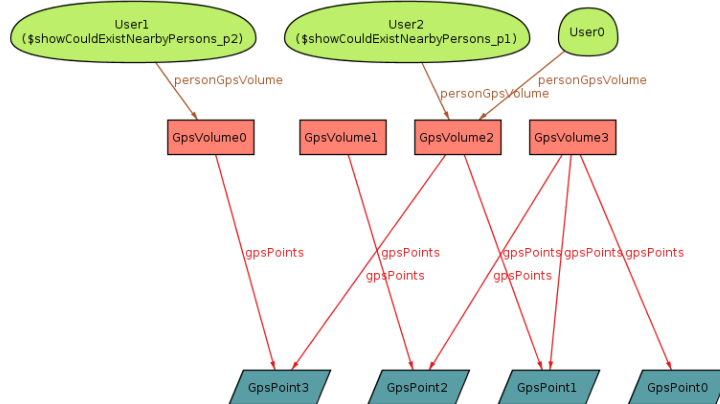 User1
($showCouldExistNearbyPersons_p2)
User2
($showCouldExistNearbyPersons_p1)
User0
personGpsVolume
personGpsVolume
personGpsVolume
GpsVolume0
GpsVolume1
GpsVolume2
GpsVolume3
gpsPoints
gpsPoints
gpsPoints
gpsPoints
gpsPoints
gpsPoints
gpsPoints
GpsPoint3
GpsPoint2
GpsPoint1
GpsPoint0